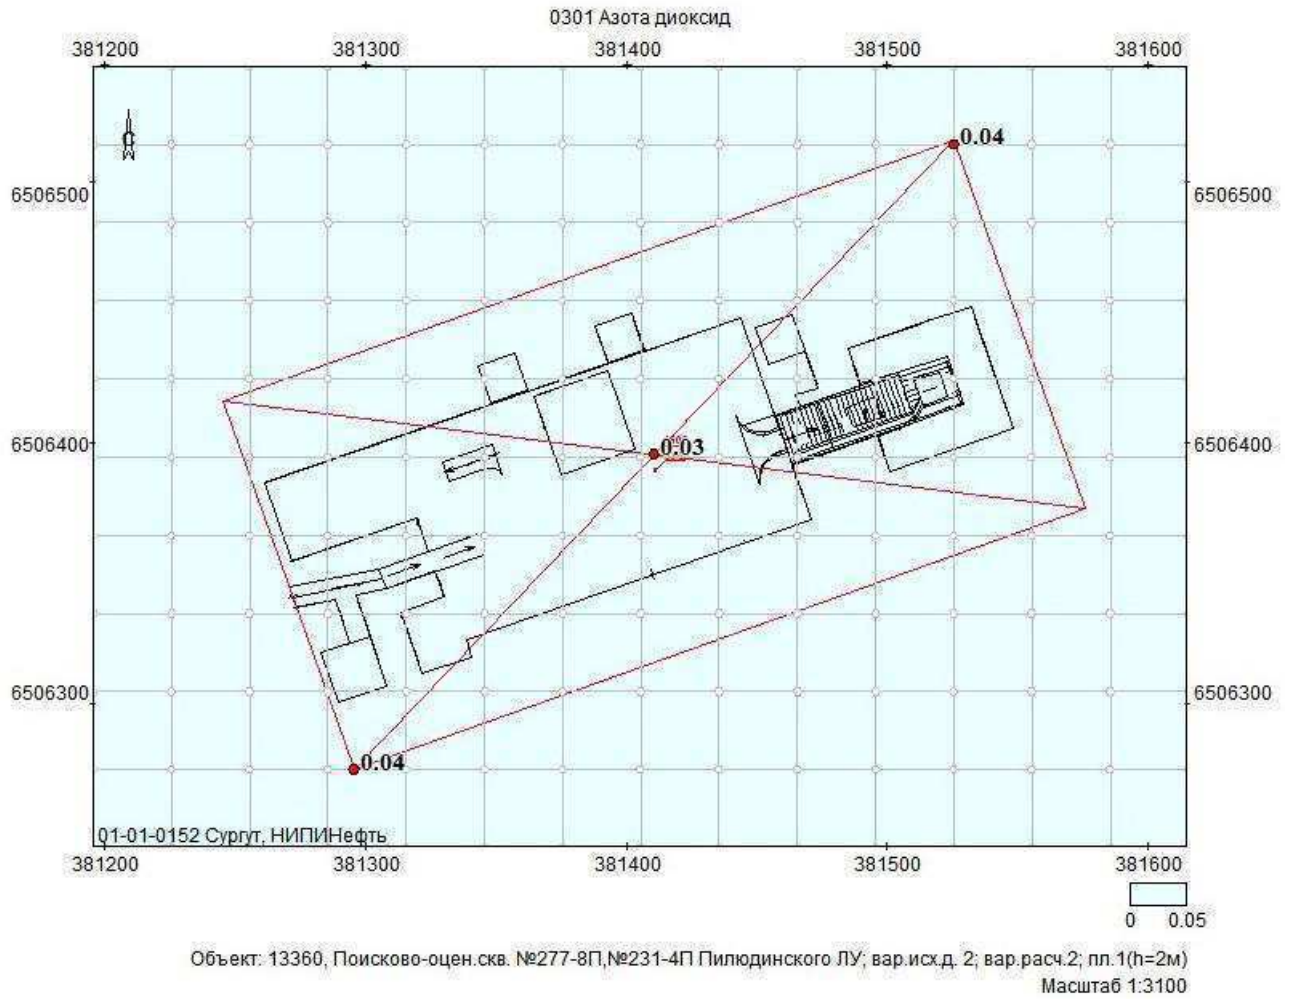 0301 Азота диоксид
381200 381300 381400 381500 381600
С
0.04
6506500 6506500
6506400 0.03 6506400
6506300 6506300
0.04
01-01-0152 Сургут, НИПИНефть
381200 381300 381400 381500 381600
0 0.05
Объект: 13360, Поисково-оцен.скв. №277-8П,№231-4П Пилюдинского ЛУ; вар.исх.д. 2; вар.расч.2; пл.1(h=2м)
Масштаб 1:3100